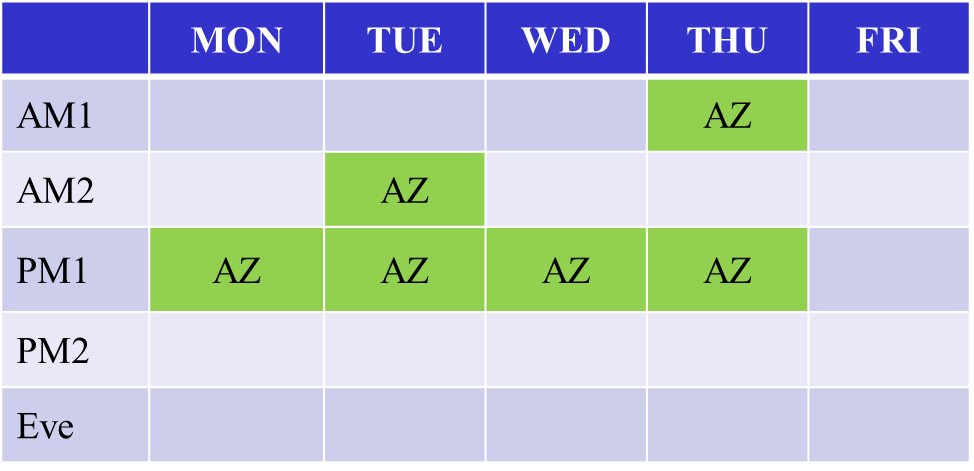 MON TUE WED THU FRI
AM1 AZ
AM2 AZ
PM1 AZ AZ AZ AZ
PM2
Eve